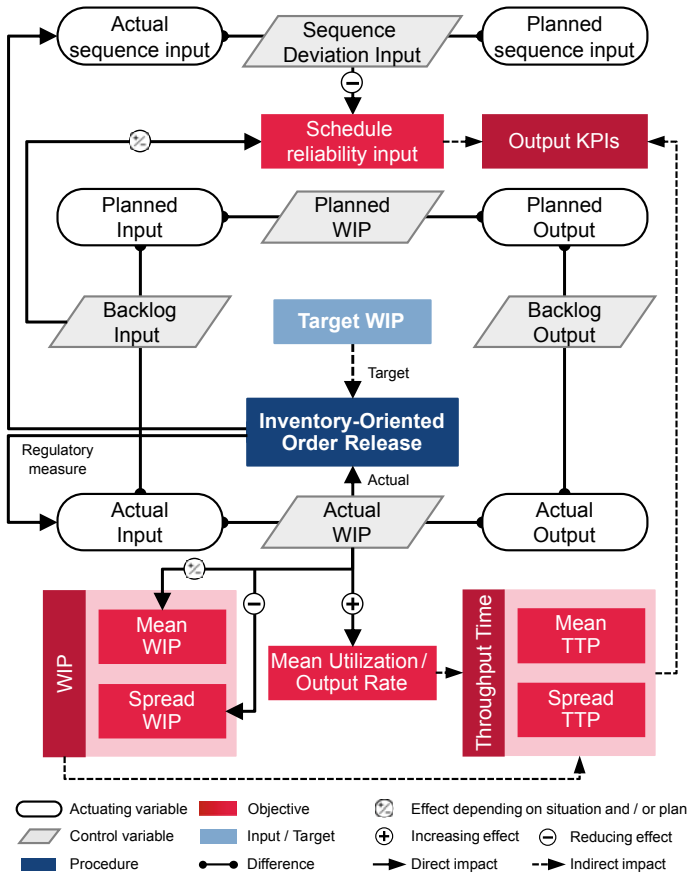 Actual
sequence input
Sequence
Deviation Input
Planned
sequence input
Schedule
reliability input
Output KPIs
Planned
Input
Planned
WIP
Planned
Output
Backlog
Input
Target WIP
Backlog
Output
Target
Inventory-Oriented
Order Release
Regulatory
measure
Actual
Actual
Input
Actual
WIP
Actual
Output
WIP
Mean
WIP
Spread
WIP
Mean Utilization /
Output Rate
Throughput Time
Mean
TTP
Spread
TTP
Actuating variable
Objective
Effect depending on situation and / or plan
Control variable
Input / Target
Increasing effect
Reducing effect
Procedure
Difference
Direct impact
Indirect impact